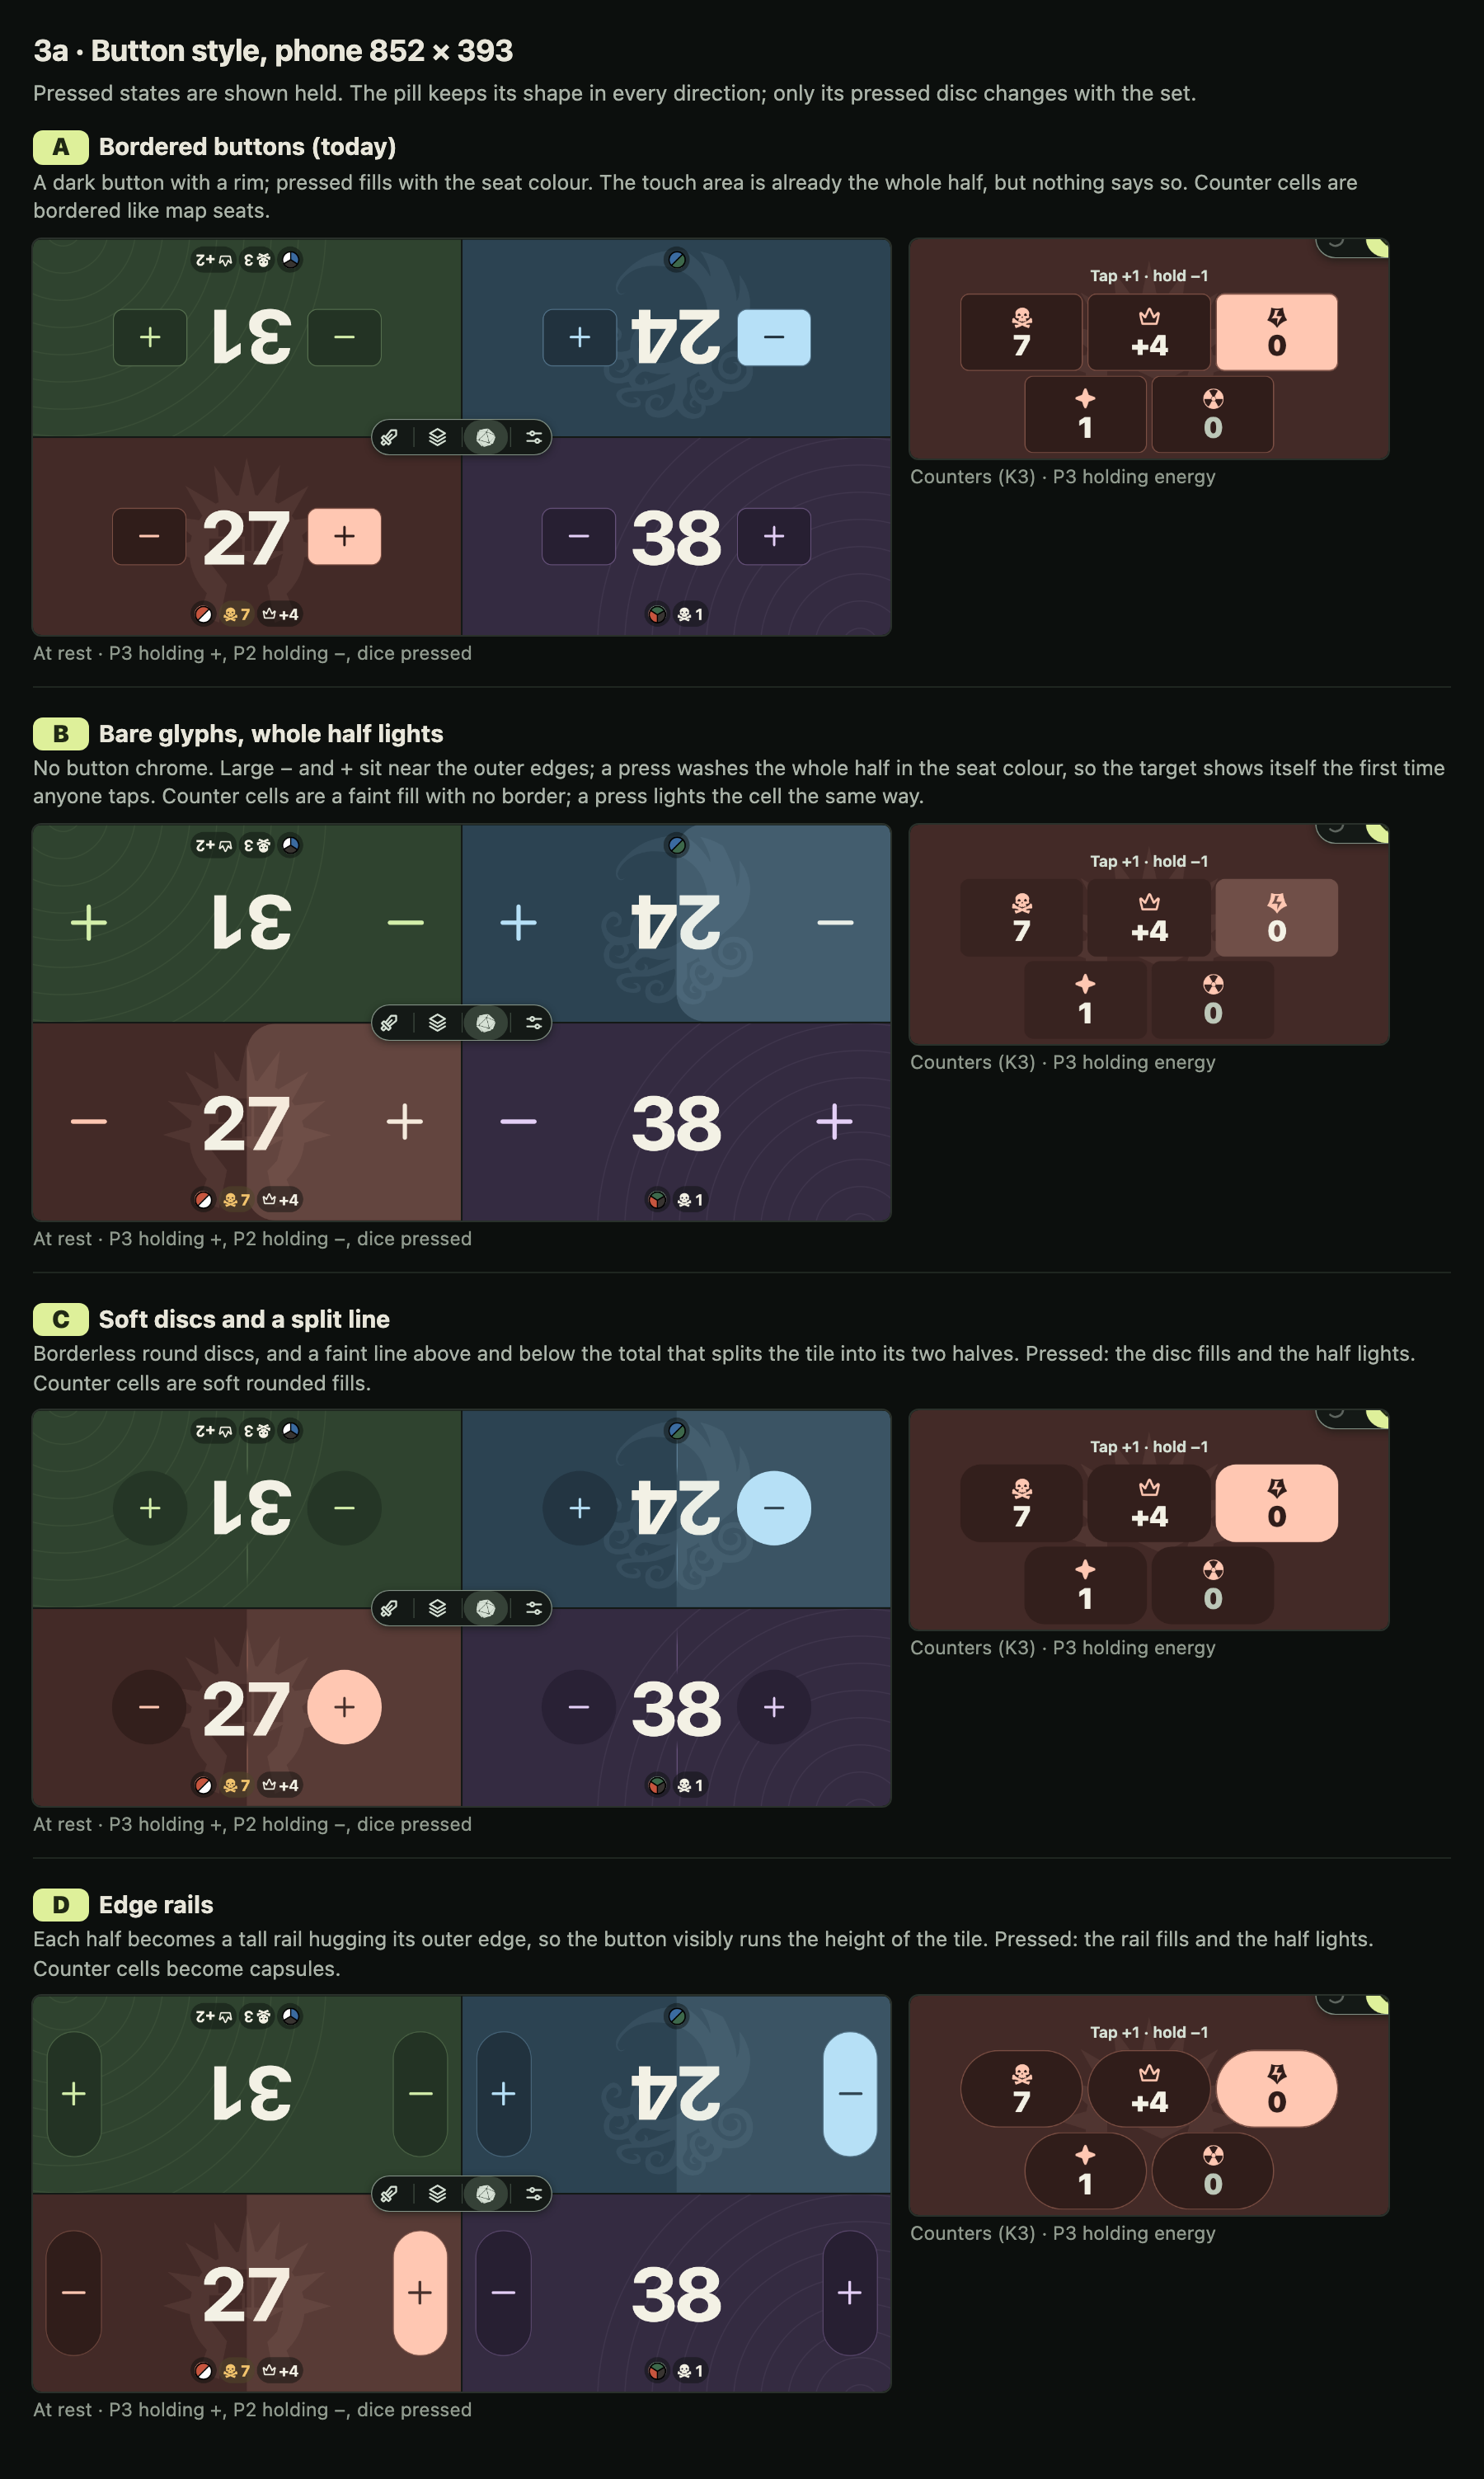 3a · Button style, phone 852 × 393
Pressed states are shown held. The pill keeps its shape in every direction; only its pressed disc changes with the set.
A Bordered buttons (today)
A dark button with a rim; pressed fills with the seat colour. The touch area is already the whole half, but nothing says so. Counter cells are
bordered like map seats.
+2 3
+ 31 −
+ 24 −
− 27 +
7 +4
− 38 +
1
Tap +1 · hold −1
7 +4 0
1 0
Counters (K3) · P3 holding energy
At rest · P3 holding +, P2 holding −, dice pressed
B Bare glyphs, whole half lights
No button chrome. Large − and + sit near the outer edges; a press washes the whole half in the seat colour, so the target shows itself the first time
anyone taps. Counter cells are a faint fill with no border; a press lights the cell the same way.
+2 3
+ 31 −
+ 24 −
− 27 +
7 +4
− 38 +
1
Tap +1 · hold −1
7 +4 0
1 0
Counters (K3) · P3 holding energy
At rest · P3 holding +, P2 holding −, dice pressed
C Soft discs and a split line
Borderless round discs, and a faint line above and below the total that splits the tile into its two halves. Pressed: the disc fills and the half lights.
Counter cells are soft rounded fills.
+2 3
+ 31 −
+ 24 −
− 27 +
7 +4
− 38 +
1
Tap +1 · hold −1
7 +4 0
1 0
Counters (K3) · P3 holding energy
At rest · P3 holding +, P2 holding −, dice pressed
D Edge rails
Each half becomes a tall rail hugging its outer edge, so the button visibly runs the height of the tile. Pressed: the rail fills and the half lights.
Counter cells become capsules.
+2 3
+ 31 −
+ 24 −
− 27 +
7 +4
− 38 +
1
Tap +1 · hold −1
7 +4 0
1 0
Counters (K3) · P3 holding energy
At rest · P3 holding +, P2 holding −, dice pressed